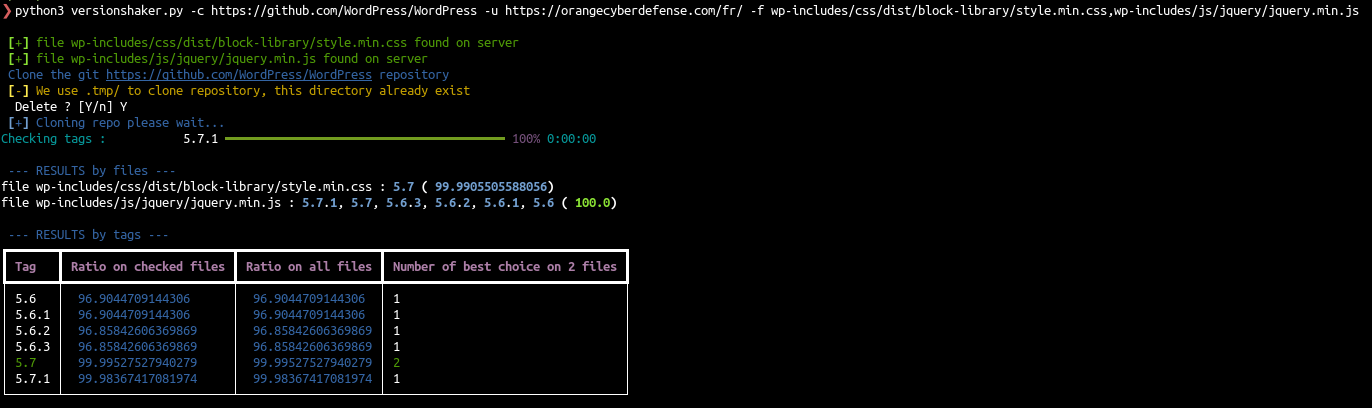 ❯ python3 versionshaker.py -c https://github.com/WordPress/WordPress -u https://orangecyberdefense.com/fr/ -f wp-includes/css/dist/block-library/style.min.css,wp-includes/js/jquery/jquery.min.js
[+] file wp-includes/css/dist/block-library/style.min.css found on server
[+] file wp-includes/js/jquery/jquery.min.js found on server
Clone the git https://github.com/WordPress/WordPress repository
[-] We use .tmp/ to clone repository, this directory already exist
Delete ? [Y/n] Y
[+] Cloning repo please wait...
Checking tags : 5.7.1 100% 0:00:00
--- RESULTS by files ---
file wp-includes/css/dist/block-library/style.min.css : 5.7 ( 99.9905505588056)
file wp-includes/js/jquery/jquery.min.js : 5.7.1, 5.7, 5.6.3, 5.6.2, 5.6.1, 5.6 ( 100.0)
--- RESULTS by tags ---
Tag Ratio on checked files Ratio on all files Number of best choice on 2 files
5.6 96.9044709144306 96.9044709144306 1
5.6.1 96.9044709144306 96.9044709144306 1
5.6.2 96.85842606369869 96.85842606369869 1
5.6.3 96.85842606369869 96.85842606369869 1
5.7 99.99527527940279 99.99527527940279 2
5.7.1 99.98367417081974 99.98367417081974 1